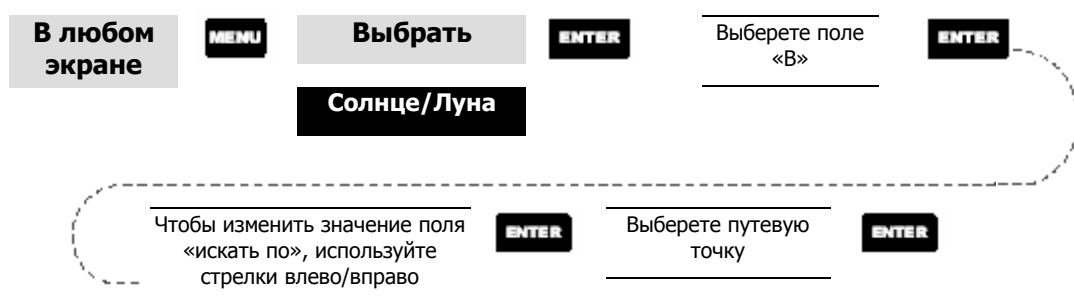 В любом
экране
MENU
Выбрать
Солнце/Луна
ENTER
Выберете поле
«В»
ENTER
Чтобы изменить значение поля
«искать по», используйте
стрелки влево/вправо
ENTER
Выберете путевую
точку
ENTER